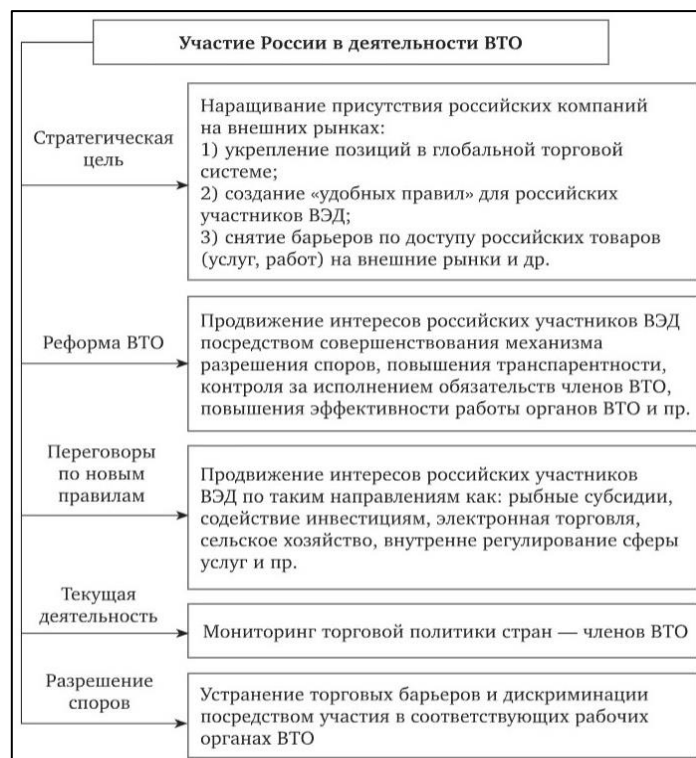 Участие России в деятельности ВТО
Стратегическая
цель
Наращивание присутствия российских компаний
на внешних рынках:
1) укрепление позиций в глобальной торговой
системе;
2) создание «удобных правил» для российских
участников ВЭД;
3) снятие барьеров по доступу российских товаров
(услуг, работ) на внешние рынки и др.
Реформа ВТО
Продвижение интересов российских участников ВЭД
посредством совершенствования механизма
разрешения споров, повышения транспарентности,
контроля за исполнением обязательств членов ВТО,
повышения эффективности работы органов ВТО и пр.
Переговоры
по новым
правилам
Продвижение интересов российских участников
ВЭД по таким направлениям как: рыбные субсидии,
содействие инвестициям, электронная торговля,
сельское хозяйство, внутренне регулирование сферы
услуг и пр.
Текущая
деятельность
Мониторинг торговой политики стран — членов ВТО
Разрешение
споров
Устранение торговых барьеров и дискриминации
посредством участия в соответствующих рабочих
органах ВТО